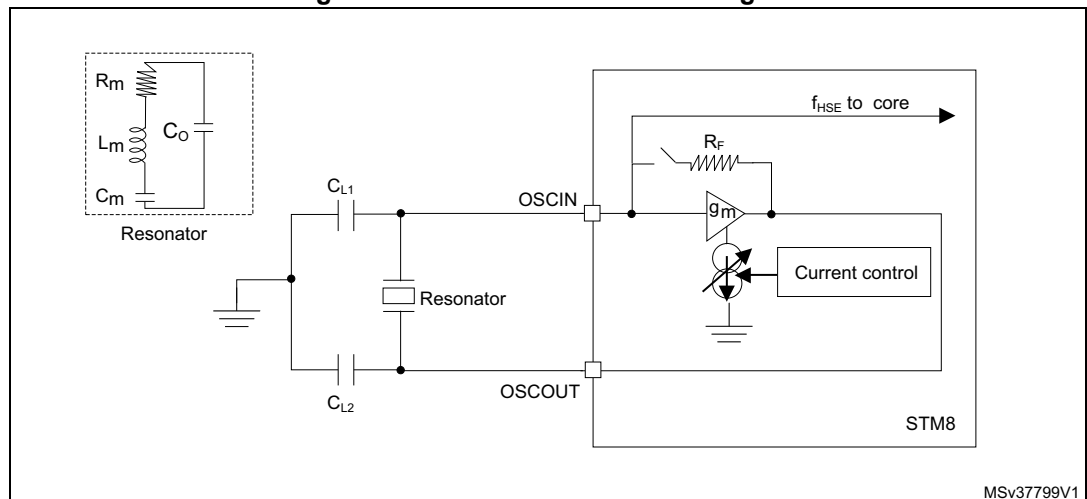 Rm
Lm
CO
Cm
Resonator
CL1
CL2
Resonator
OSCIN
OSCOUT
fHSE to core
RF
gm
Current control
STM8
MSv37799V1